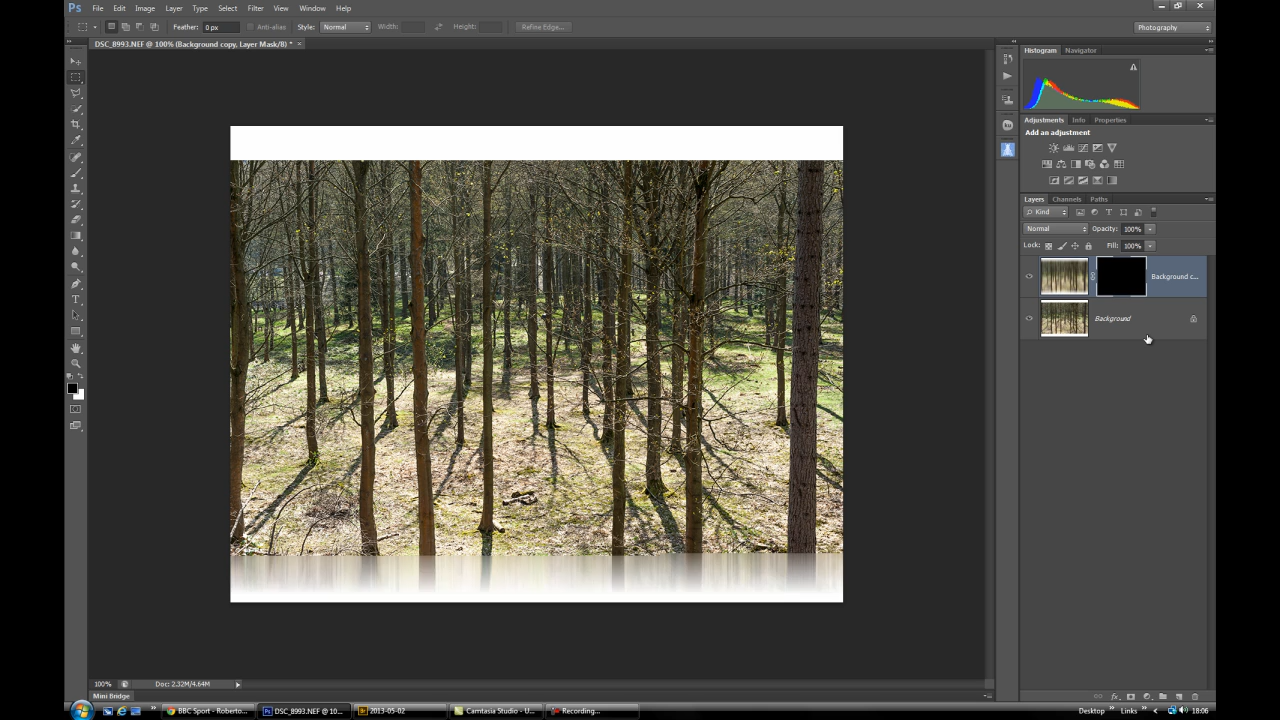 Ps File Edit Image Layer Type Select Filter View Window Help
Feather: 0 px Anti-alias Style: Normal Width: Height: Refine Edge... Photography
DSC_8993.NEF @ 100% (Background copy, Layer Mask/8) * ×
Histogram Navigator
Adjustments Info Properties
Add an adjustment
Layers Channels Paths
Kind
Normal Opacity: 100%
Lock: Fill: 100%
Background c...
Background
100% Doc: 2.32M/4.64M
Mini Bridge
BBC Sport - Roberto... DSC_8993.NEF @ 10... 2013-05-02 Camtasia Studio - U... Recording... Desktop Links 18:06